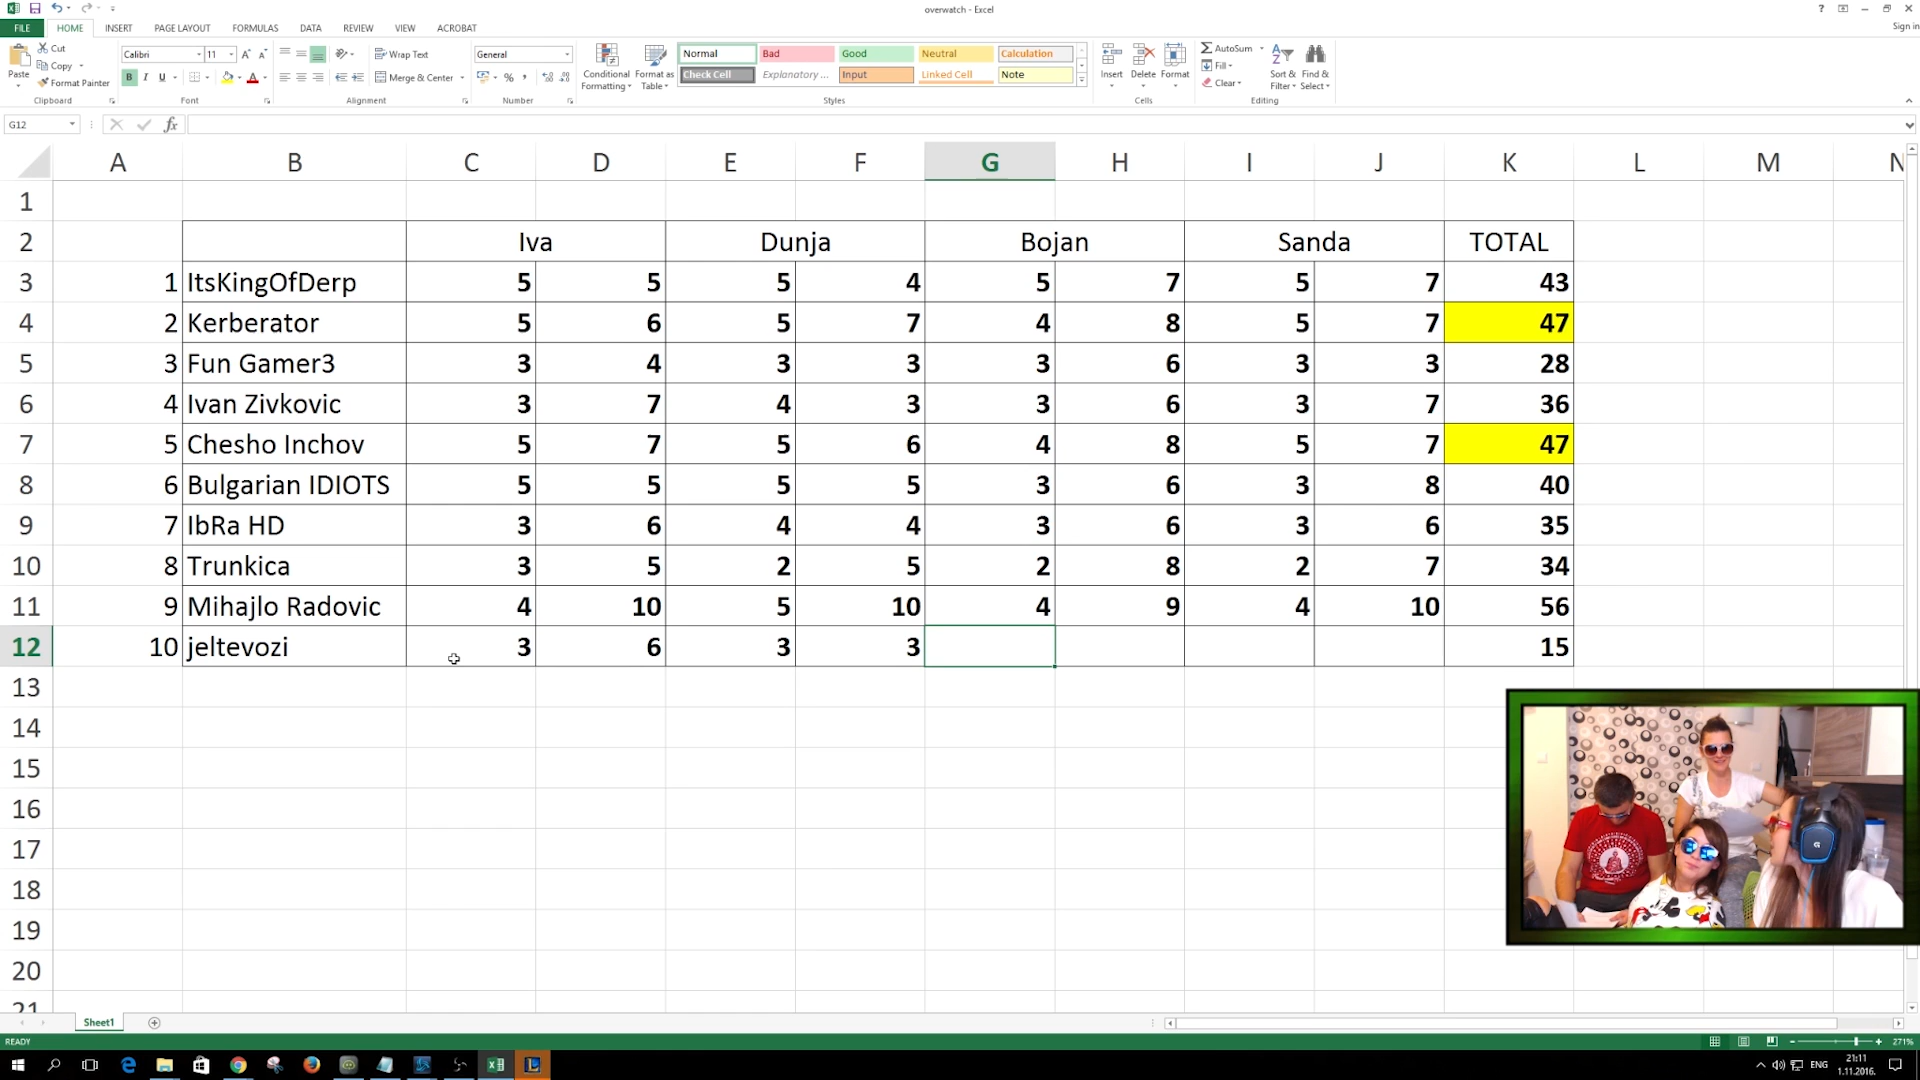 overwatch - Excel
Sign in
FILE HOME INSERT PAGE LAYOUT FORMULAS DATA REVIEW VIEW ACROBAT
Paste
Cut
Copy
Format Painter
Clipboard
Calibri 11
B I U
Font
Wrap Text
Merge & Center
Alignment
General
Number
Conditional Formatting
Format as Table
Normal Bad Good Neutral Calculation
Check Cell Explanatory ... Input Linked Cell Note
Styles
Insert Delete Format
Cells
AutoSum
Fill
Clear
Sort & Filter
Find & Select
Editing
G12 fx
A B C D E F G H I J K L M N
1
2 Iva Dunja Bojan Sanda TOTAL
3 1 ItsKingOfDerp 5 5 5 4 5 7 5 7 43
4 2 Kerberator 5 6 5 7 4 8 5 7 47
5 3 Fun Gamer3 3 4 3 3 3 6 3 3 28
6 4 Ivan Zivkovic 3 7 4 3 3 6 3 7 36
7 5 Chesho Inchov 5 7 5 6 4 8 5 7 47
8 6 Bulgarian IDIOTS 5 5 5 5 3 6 3 8 40
9 7 IbRa HD 3 6 4 4 3 6 3 6 35
10 8 Trunkica 3 5 2 5 2 8 2 7 34
11 9 Mihajlo Radovic 4 10 5 10 4 9 4 10 56
12 10 jeltevozi 3 6 3 3 15
13
14
15
16
17
18
19
20
21
Sheet1
READY
271%
ENG
21:11
1.11.2016.